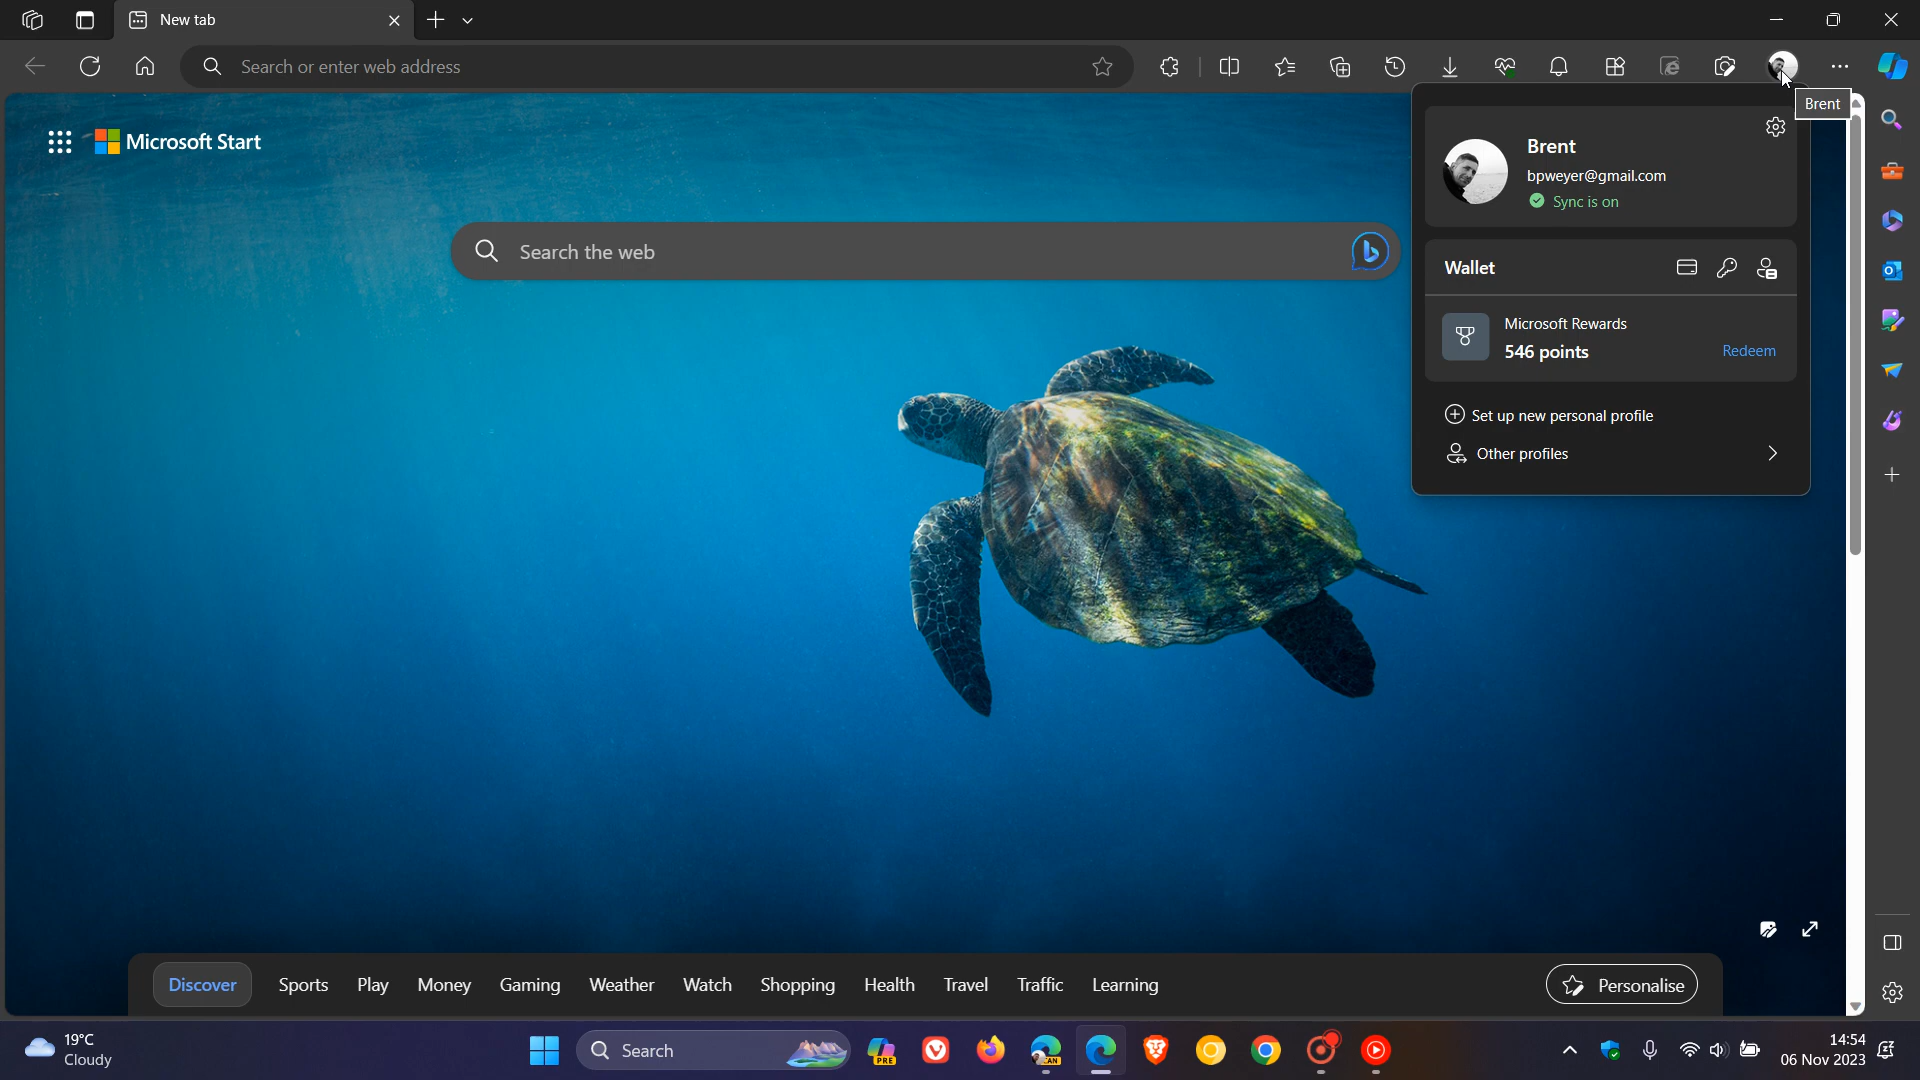 New tab
Search or enter web address
Brent
Microsoft Start
Brent
bpweyer@gmail.com
Sync is on
Search the web
Wallet
Microsoft Rewards
546 points
Redeem
Set up new personal profile
Other profiles
Discover
Sports
Play
Money
Gaming
Weather
Watch
Shopping
Health
Travel
Traffic
Learning
Personalise
19°C
Cloudy
Search
PRE
CAN
14:54
06 Nov 2023